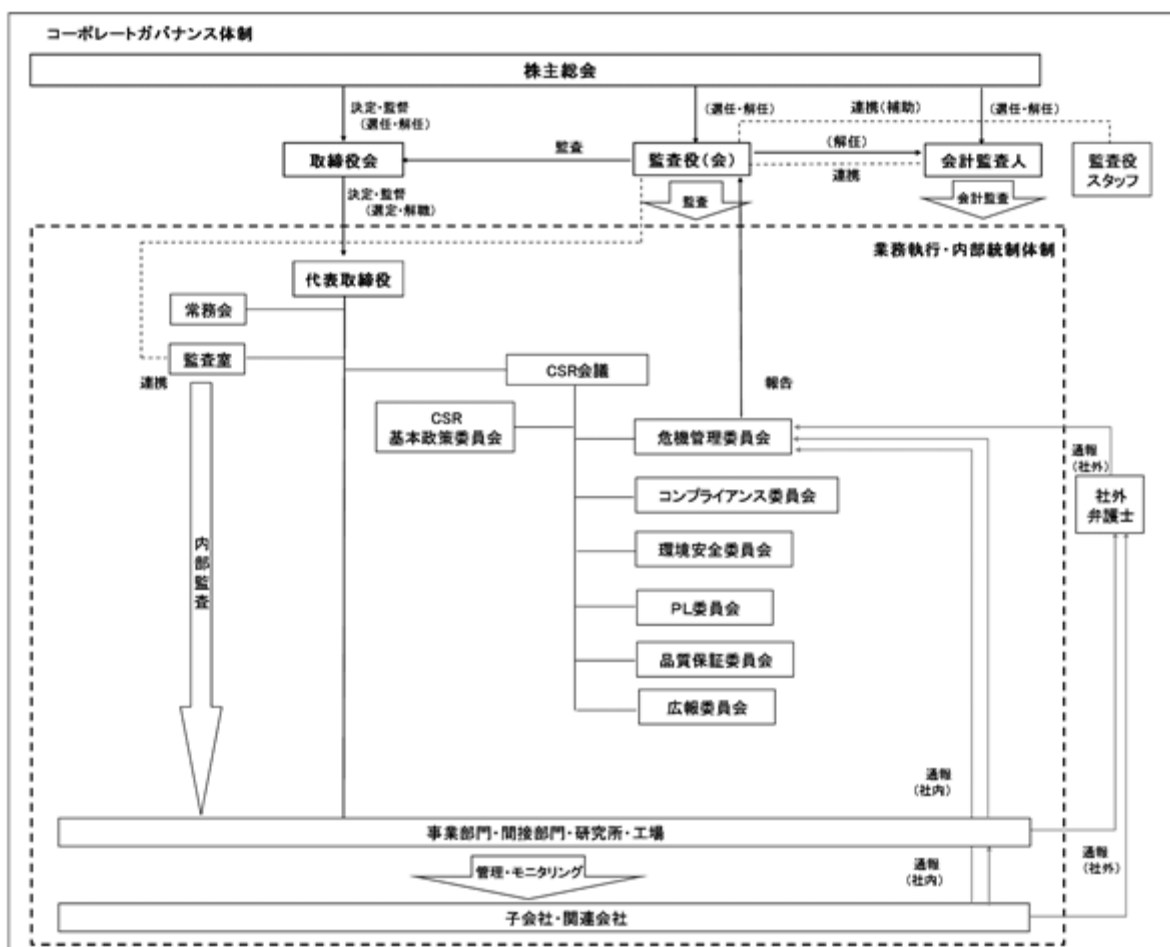 コーポレートガバナンス体制
株主総会
決定・監督
(選任・解任)
(選任・解任)
連携(補助)
(選任・解任)
取締役会
監査
監査役(会)
(解任)
連携
会計監査人
監査役
スタッフ
決定・監督
(選定・解職)
監査
会計監査
業務執行・内部統制体制
代表取締役
常務会
監査室
連携
CSR会議
報告
CSR
基本政策委員会
危機管理委員会
通報
(社外)
コンプライアンス委員会
社外
弁護士
環境安全委員会
内部監査
PL委員会
品質保証委員会
広報委員会
通報
(社内)
事業部門・間接部門・研究所・工場
管理・モニタリング
通報
(社内)
通報
(社外)
子会社・関連会社